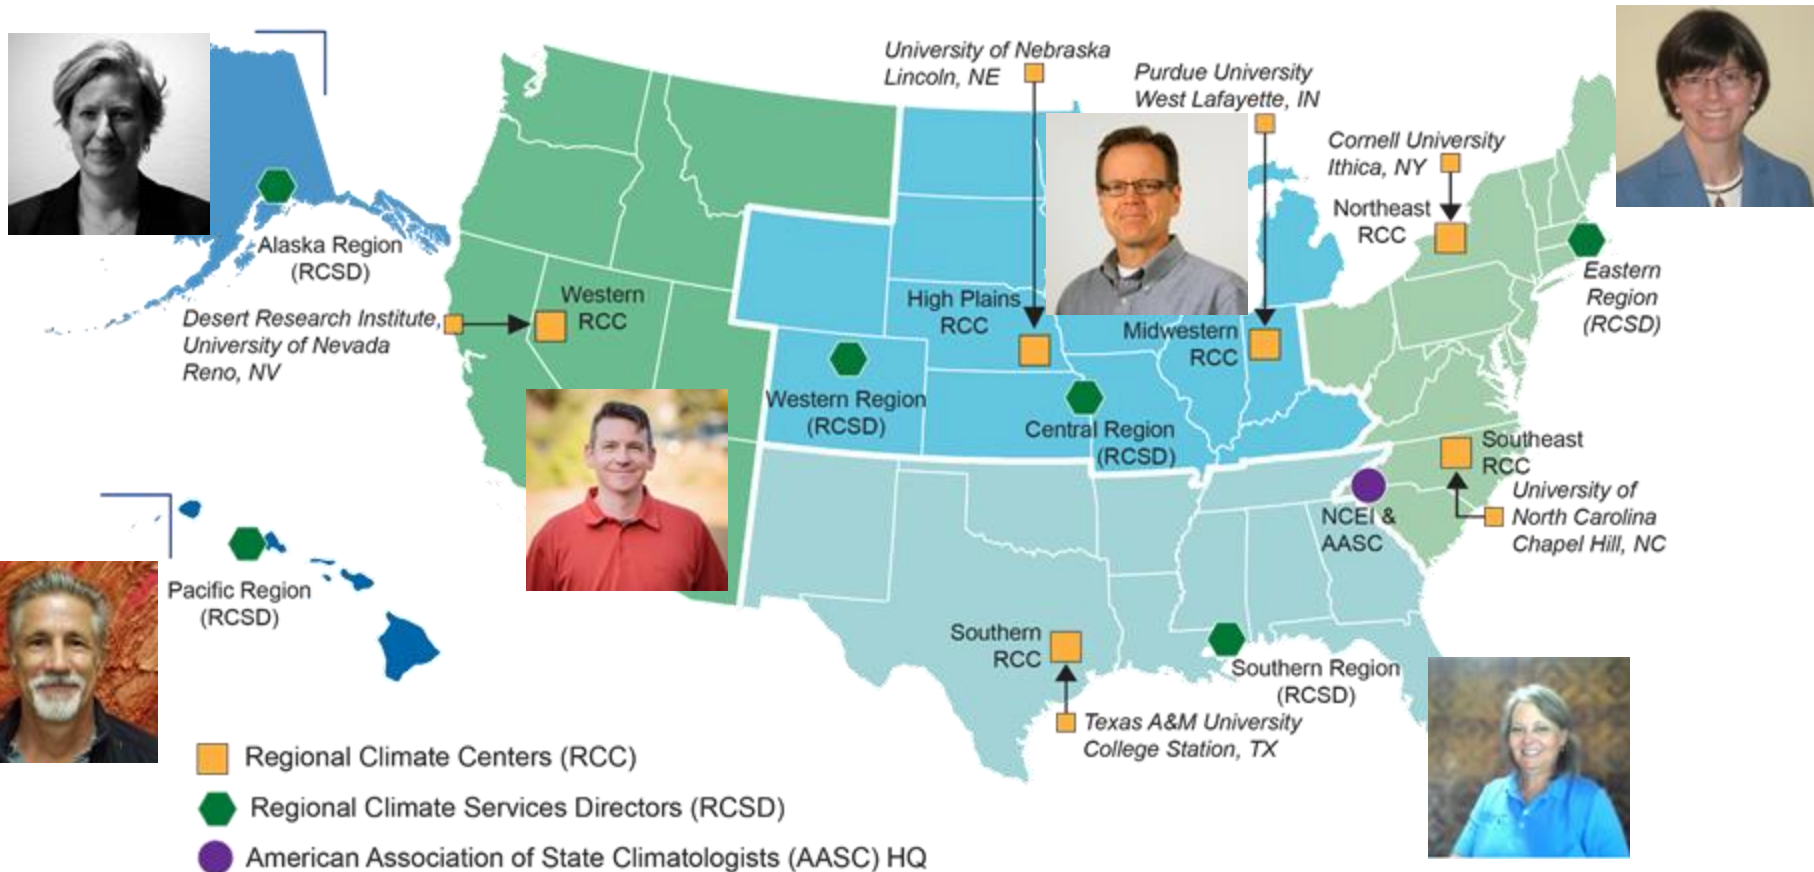 University of Nebraska
Lincoln, NE
Purdue University
West Lafayette, IN
Cornell University
Ithica, NY
Northeast
RCC
Alaska Region
(RCSD)
Eastern
Region
(RCSD)
Desert Research Institute,
University of Nevada
Reno, NV
Western
RCC
High Plains
RCC
Midwestern
RCC
Western Region
(RCSD)
Central Region
(RCSD)
Southeast
RCC
University of
North Carolina
Chapel Hill, NC
NCEI &
AASC
Pacific Region
(RCSD)
Southern
RCC
Southern Region
(RCSD)
Texas A&M University
College Station, TX
Regional Climate Centers (RCC)
Regional Climate Services Directors (RCSD)
American Association of State Climatologists (AASC) HQ